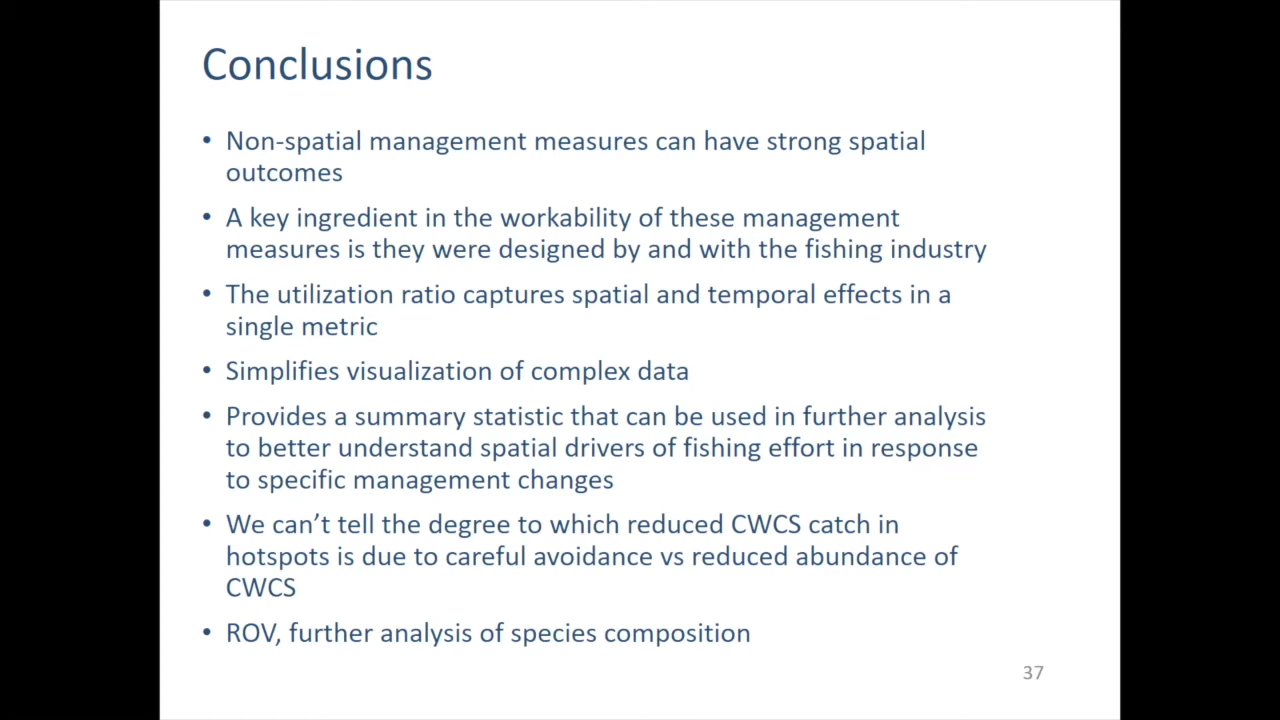 Conclusions
• Non-spatial management measures can have strong spatial
outcomes
• A key ingredient in the workability of these management
measures is they were designed by and with the fishing industry
• The utilization ratio captures spatial and temporal effects in a
single metric
• Simplifies visualization of complex data
• Provides a summary statistic that can be used in further analysis
to better understand spatial drivers of fishing effort in response
to specific management changes
• We can’t tell the degree to which reduced CWCS catch in
hotspots is due to careful avoidance vs reduced abundance of
CWCS
• ROV, further analysis of species composition
37